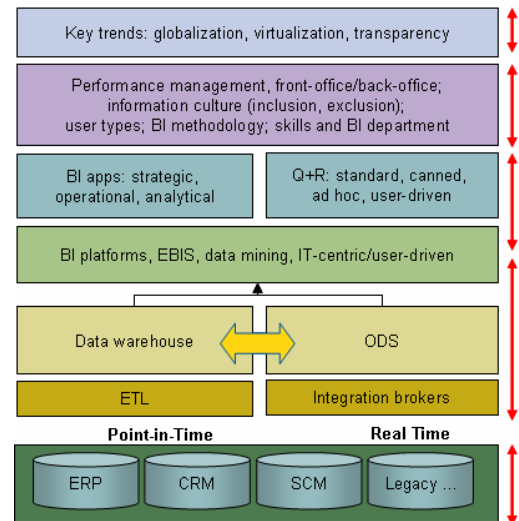 Key trends: globalization, virtualization, transparency
Performance management, front-office/back-office;
information culture (inclusion, exclusion);
user types; BI methodology; skills and BI department
BI apps: strategic,
operational, analytical
Q+R: standard, canned,
ad hoc, user-driven
BI platforms, EBIS, data mining, IT-centric/user-driven
Data warehouse
ODS
ETL
Integration brokers
Point-in-Time
Real Time
ERP
CRM
SCM
Legacy ...